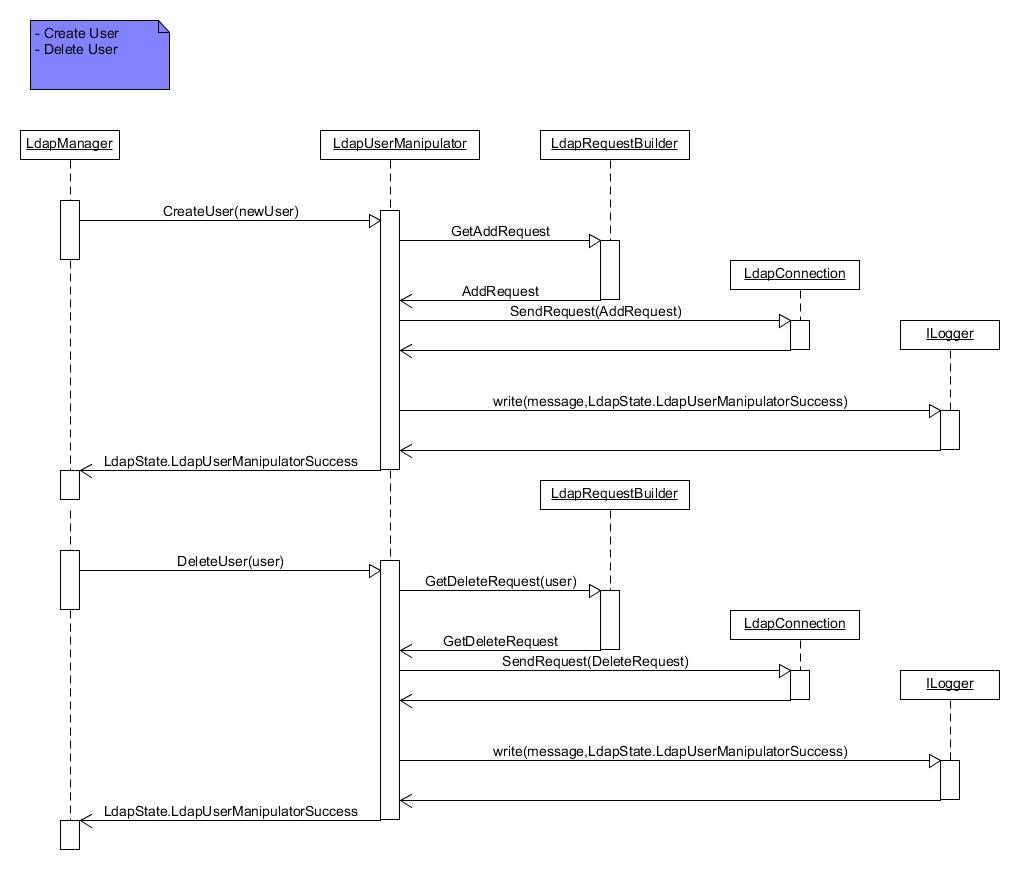 - Create User
- Delete User
LdapManager
LdapUserManipulator
LdapRequestBuilder
CreateUser(newUser)
GetAddRequest
LdapConnection
AddRequest
SendRequest(AddRequest)
ILogger
write(message,LdapState.LdapUserManipulatorSuccess)
LdapState.LdapUserManipulatorSuccess
LdapRequestBuilder
DeleteUser(user)
GetDeleteRequest(user)
LdapConnection
GetDeleteRequest
SendRequest(DeleteRequest)
ILogger
write(message,LdapState.LdapUserManipulatorSuccess)
LdapState.LdapUserManipulatorSuccess